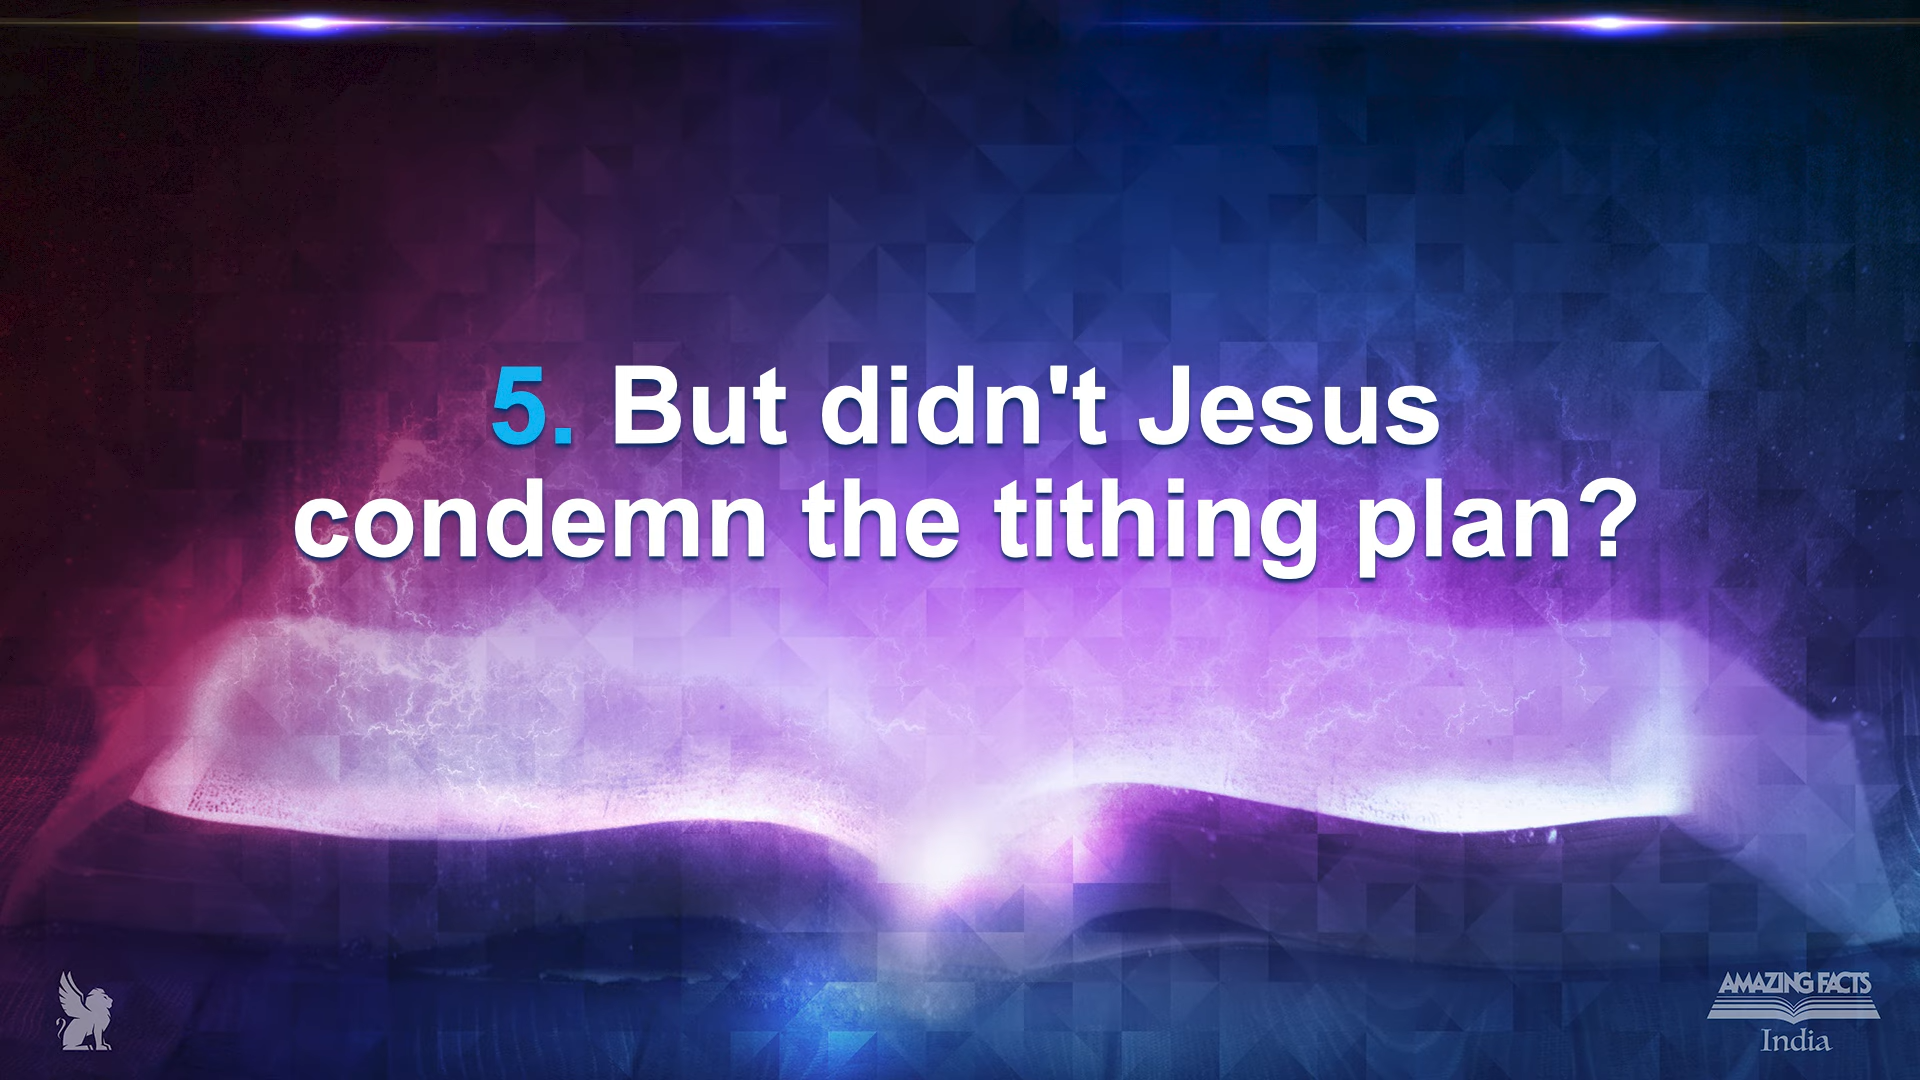 5. But didn't Jesus
condemn the tithing plan?
AMAZING FACTS
India